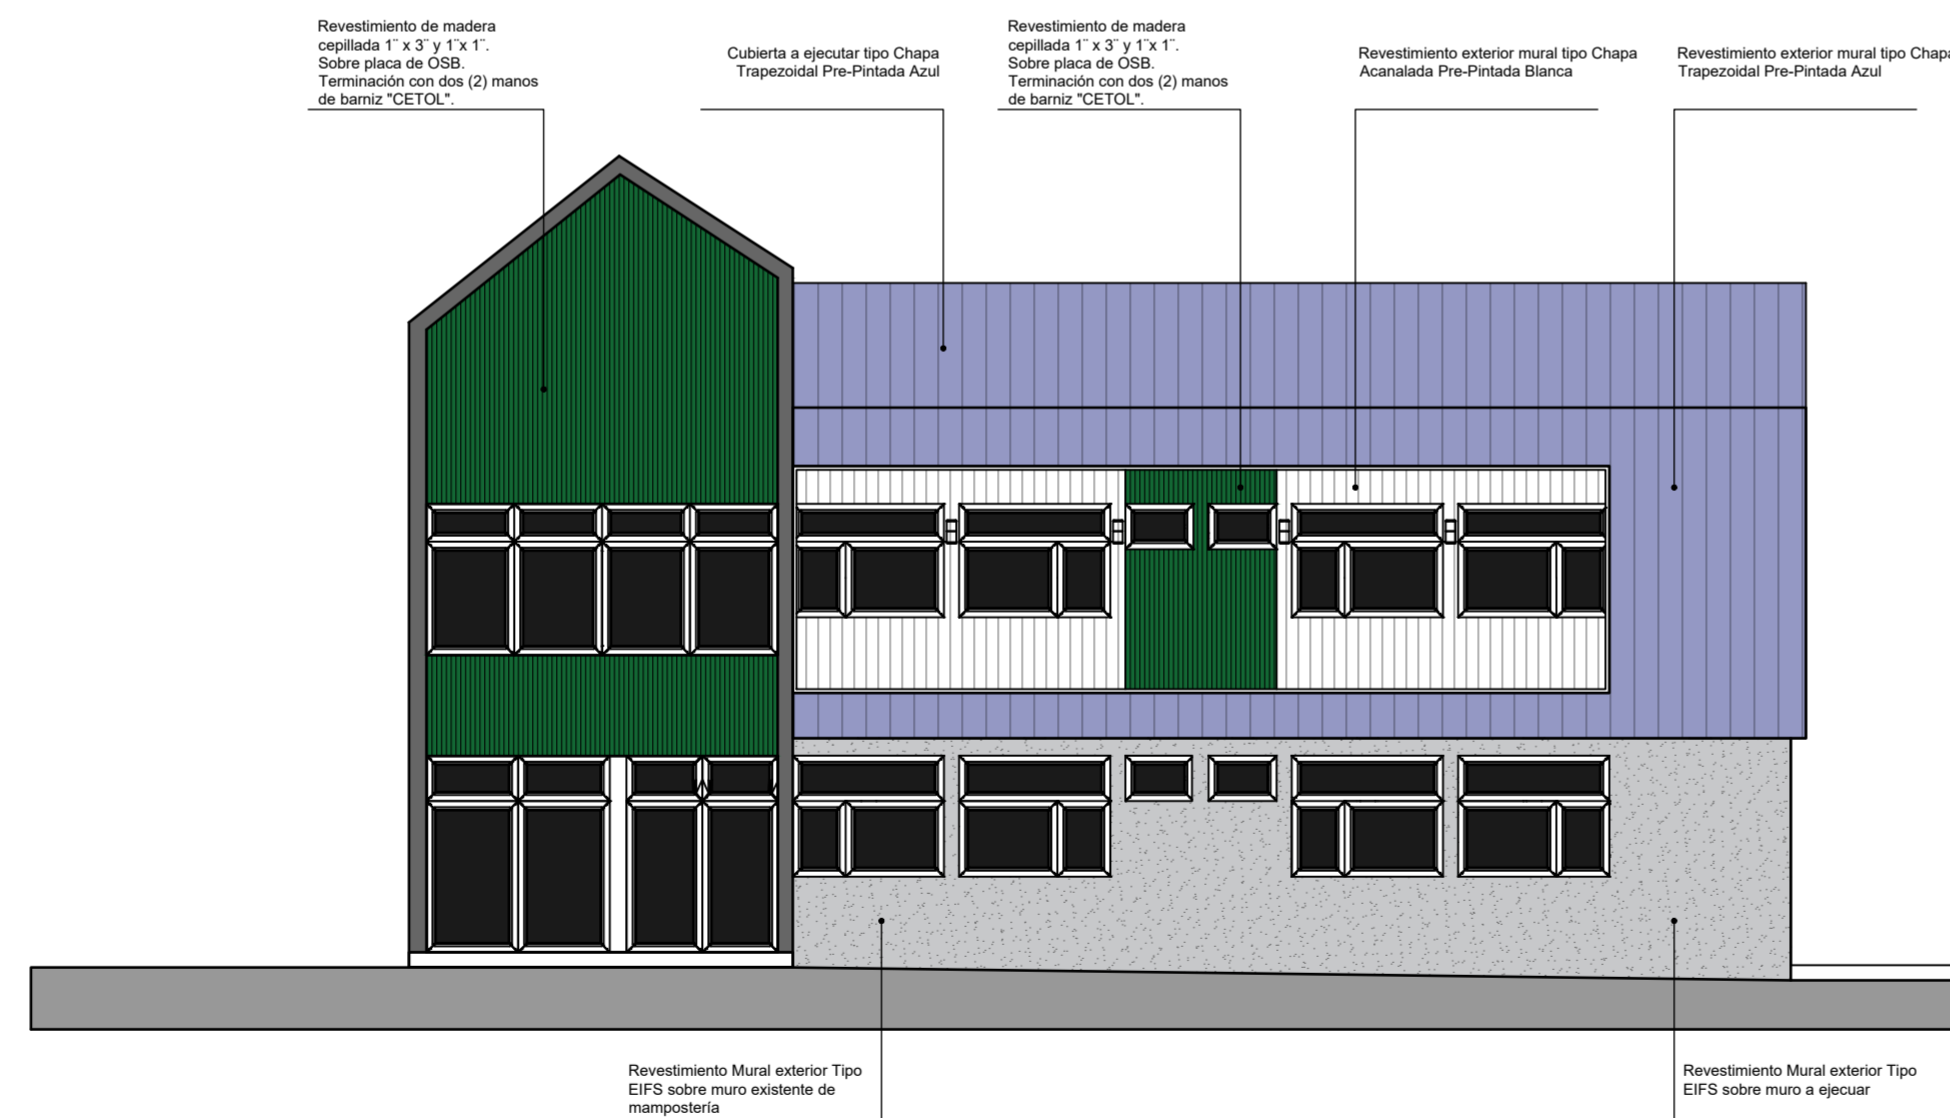 Revestimiento de madera
cepillada 1¨ x 3¨ y 1¨x 1¨.
Sobre placa de OSB.
Terminación con dos (2) manos
de barniz "CETOL".
Cubierta a ejecutar tipo Chapa
Trapezoidal Pre-Pintada Azul
Revestimiento de madera
cepillada 1¨ x 3¨ y 1¨x 1¨.
Sobre placa de OSB.
Terminación con dos (2) manos
de barniz "CETOL".
Revestimiento exterior mural tipo Chapa
Acanalada Pre-Pintada Blanca
Revestimiento exterior mural tipo Chapa
Trapezoidal Pre-Pintada Azul
Revestimiento Mural exterior Tipo
EIFS sobre muro existente de
mampostería
Revestimiento Mural exterior Tipo
EIFS sobre muro a ejecuar